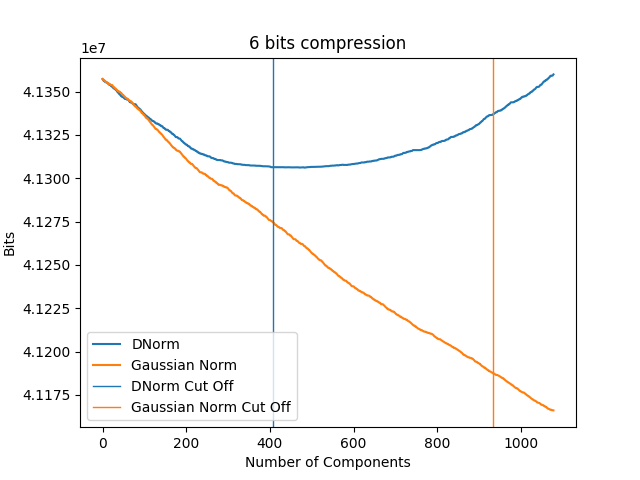 6 bits compression
1e7
4.1350
4.1325
4.1300
4.1275
4.1250
4.1225
4.1200
4.1175
Bits
DNorm
Gaussian Norm
DNorm Cut Off
Gaussian Norm Cut Off
0 200 400 600 800 1000
Number of Components